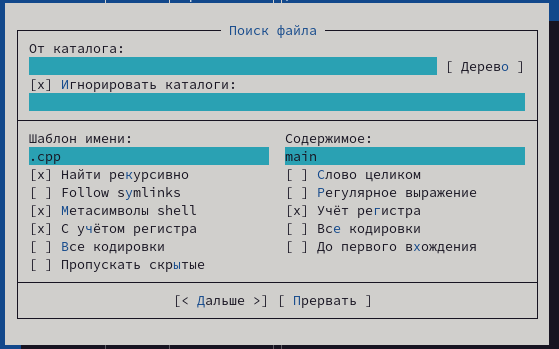 Поиск файла
От каталога:
[ Дерево ]
[x] Игнорировать каталоги:
Шаблон имени: Содержимое:
.cpp main
[x] Найти рекурсивно [ ] Слово целиком
[ ] Follow symlinks [ ] Регулярное выражение
[x] Метасимволы shell [x] Учёт регистра
[x] С учётом регистра [ ] Все кодировки
[ ] Все кодировки [ ] До первого вхождения
[ ] Пропускать скрытые
[< Дальше >] [ Прервать ]